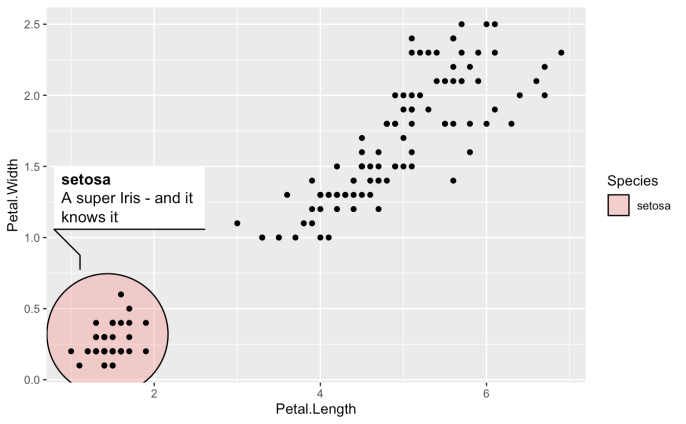 2.5
2.0
1.5
1.0
0.5
0.0
Petal.Width
setosa
A super Iris - and it
knows it
2
4
6
Petal.Length
Species
setosa